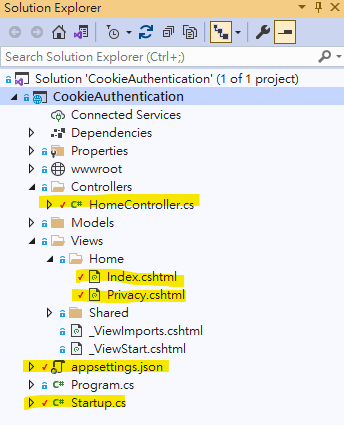 Solution Explorer
Search Solution Explorer (Ctrl+;)
Solution 'CookieAuthentication' (1 of 1 project)
CookieAuthentication
Connected Services
Dependencies
Properties
wwwroot
Controllers
C# HomeController.cs
Models
Views
Home
Index.cshtml
Privacy.cshtml
Shared
_ViewImports.cshtml
_ViewStart.cshtml
appsettings.json
C# Program.cs
C# Startup.cs